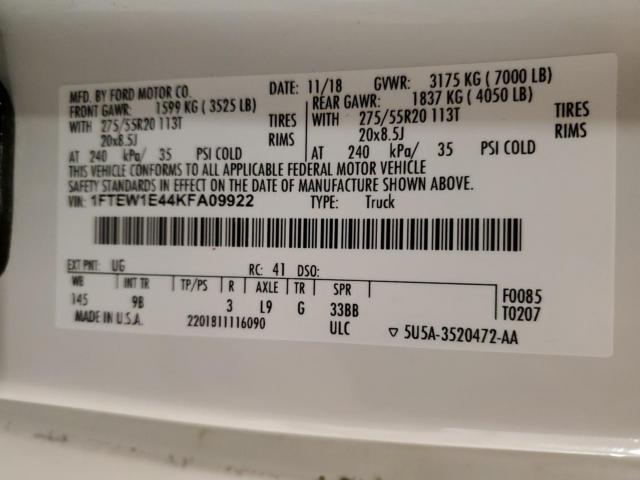 MFD. BY FORD MOTOR CO. DATE: 11/18 GVWR: 3175 KG ( 7000 LB)
FRONT GAWR: 1599 KG ( 3525 LB) REAR GAWR: 1837 KG ( 4050 LB)
WITH 275/55R20 113T TIRES WITH 275/55R20 113T TIRES
20x8.5J RIMS 20x8.5J RIMS
AT 240 kPa/ 35 PSI COLD AT 240 kPa/ 35 PSI COLD
THIS VEHICLE CONFORMS TO ALL APPLICABLE FEDERAL MOTOR VEHICLE
SAFETY STANDARDS IN EFFECT ON THE DATE OF MANUFACTURE SHOWN ABOVE.
VIN: 1FTEW1E44KFA09922 TYPE: Truck
EXT PNT: UG RC: 41 DSO:
WB INT TR TP/PS R AXLE TR SPR F0085
145 9B 3 L9 G 33BB T0207
MADE IN U.S.A. 2201811116090 ULC ▽ 5U5A-3520472-AA